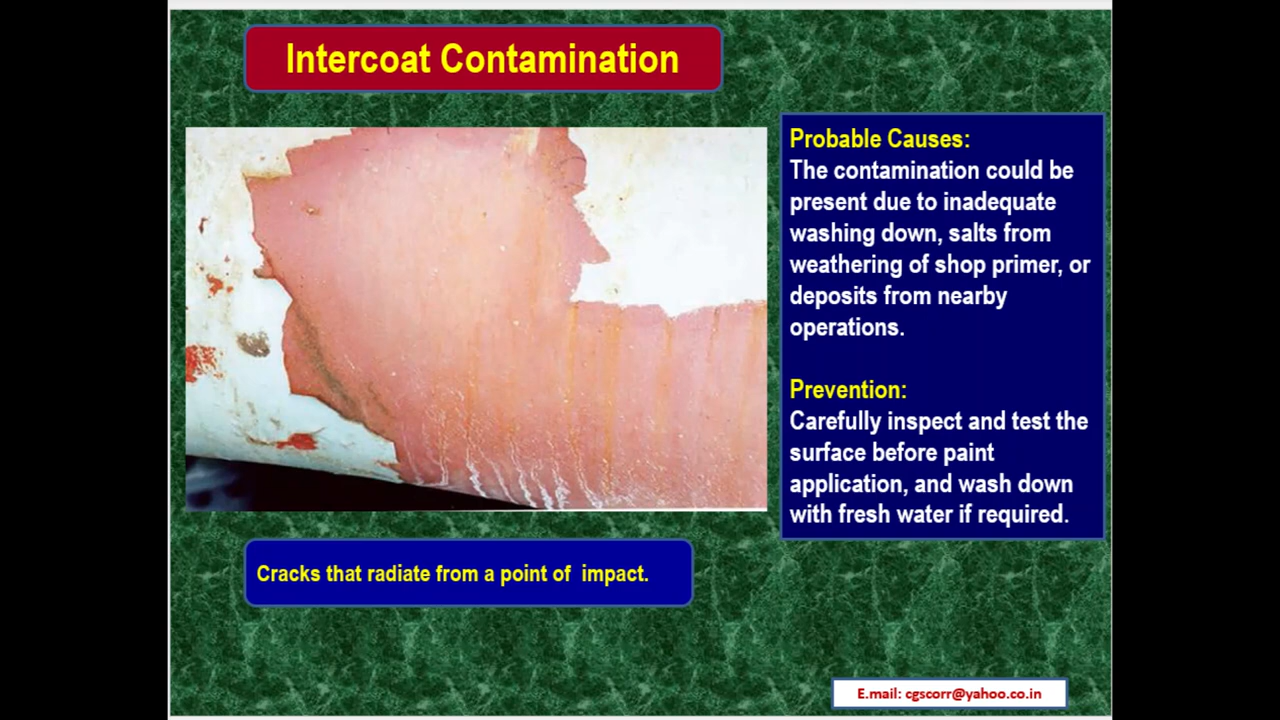 Intercoat Contamination
Probable Causes:
The contamination could be
present due to inadequate
washing down, salts from
weathering of shop primer, or
deposits from nearby
operations.
Prevention:
Carefully inspect and test the
surface before paint
application, and wash down
with fresh water if required.
Cracks that radiate from a point of  impact.
E.mail: cgscorr@yahoo.co.in